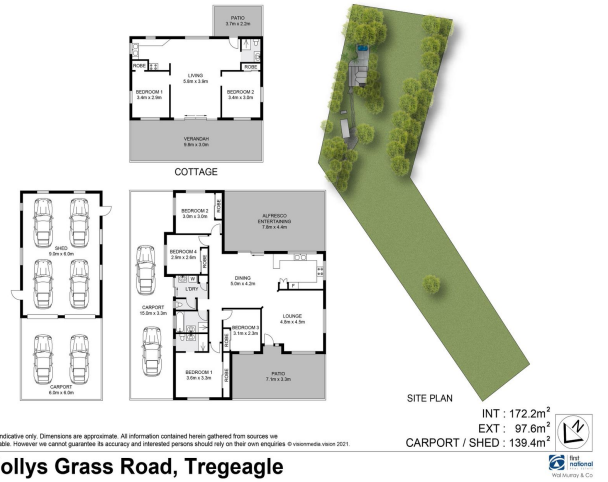 PATIO
3.7m x 2.2m
ROBE
ROBE
LIVING
5.9m x 3.9m
BEDROOM 1
3.4m x 2.9m
BEDROOM 2
3.4m x 3.0m
VERANDAH
9.8m x 3.0m
COTTAGE
BEDROOM 2
3.0m x 3.0m
ROBE
ALFRESCO
ENTERTAINING
7.8m x 4.4m
SHED
9.0m x 6.0m
BEDROOM 4
2.9m x 2.6m
ROBE
DINING
5.0m x 4.2m
W
L'DRY
F
P
CARPORT
15.0m x 3.3m
LOUNGE
4.8m x 4.5m
BEDROOM 3
3.1m x 2.3m
ROBE
BEDROOM 1
3.6m x 3.3m
ROBE
PATIO
7.1m x 3.3m
CARPORT
6.0m x 6.0m
SITE PLAN
INT : 172.2m²
EXT : 97.6m²
CARPORT / SHED : 139.4m²
N
ndicative only. Dimensions are approximate. All information contained herein gathered from sources we
able. However we cannot guarantee its accuracy and interested persons should rely on their own enquiries © visionmedia.vision 2021.
ollys Grass Road, Tregeagle
first
national
Wal Murray & Co